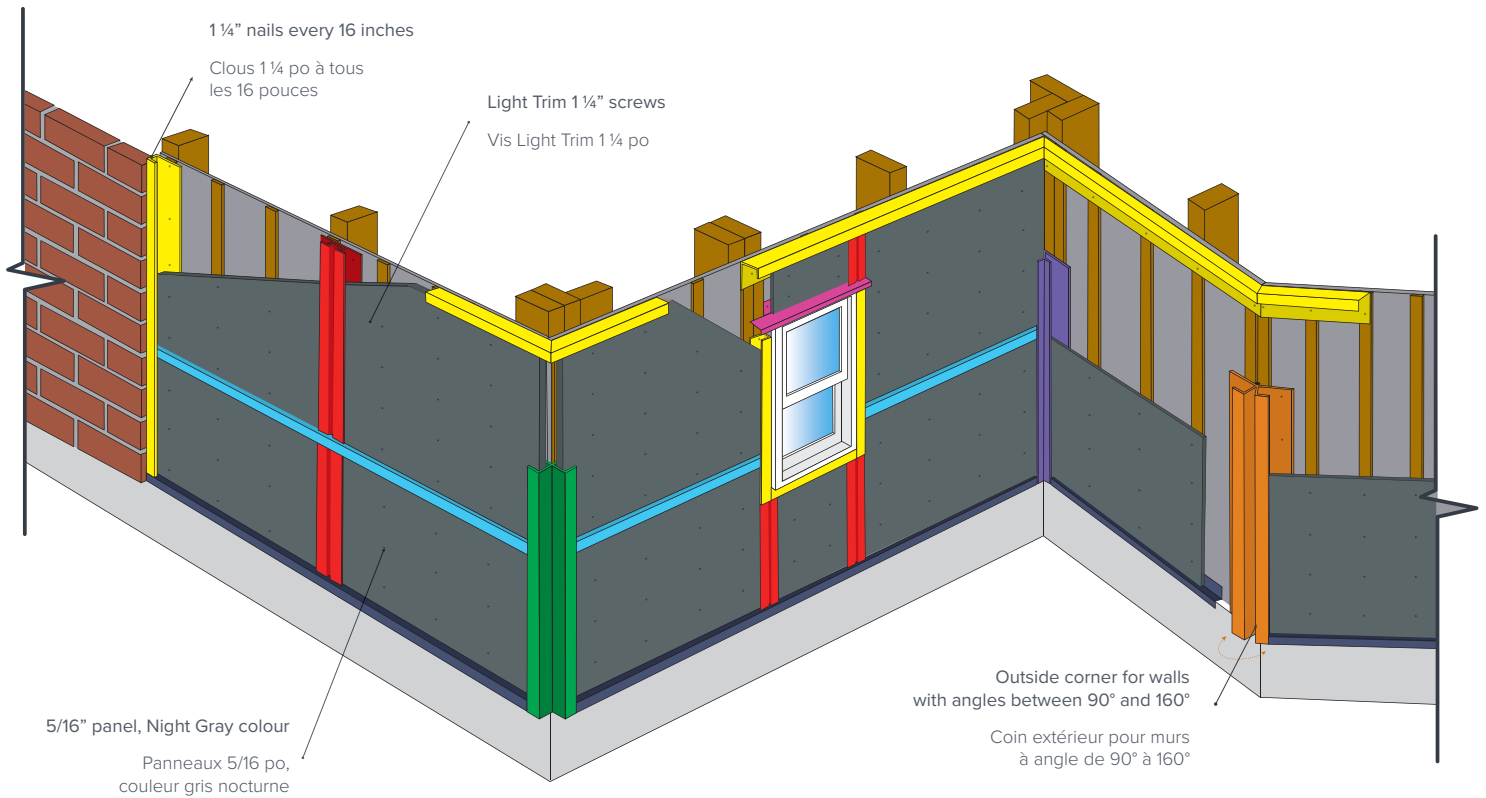 1 ¼” nails every 16 inches
Clous 1 ¼ po à tous
les 16 pouces
Light Trim 1 ¼” screws
Vis Light Trim 1 ¼ po
5/16” panel, Night Gray colour
Panneaux 5/16 po,
couleur gris nocturne
Outside corner for walls
with angles between 90° and 160°
Coin extérieur pour murs
à angle de 90° à 160°